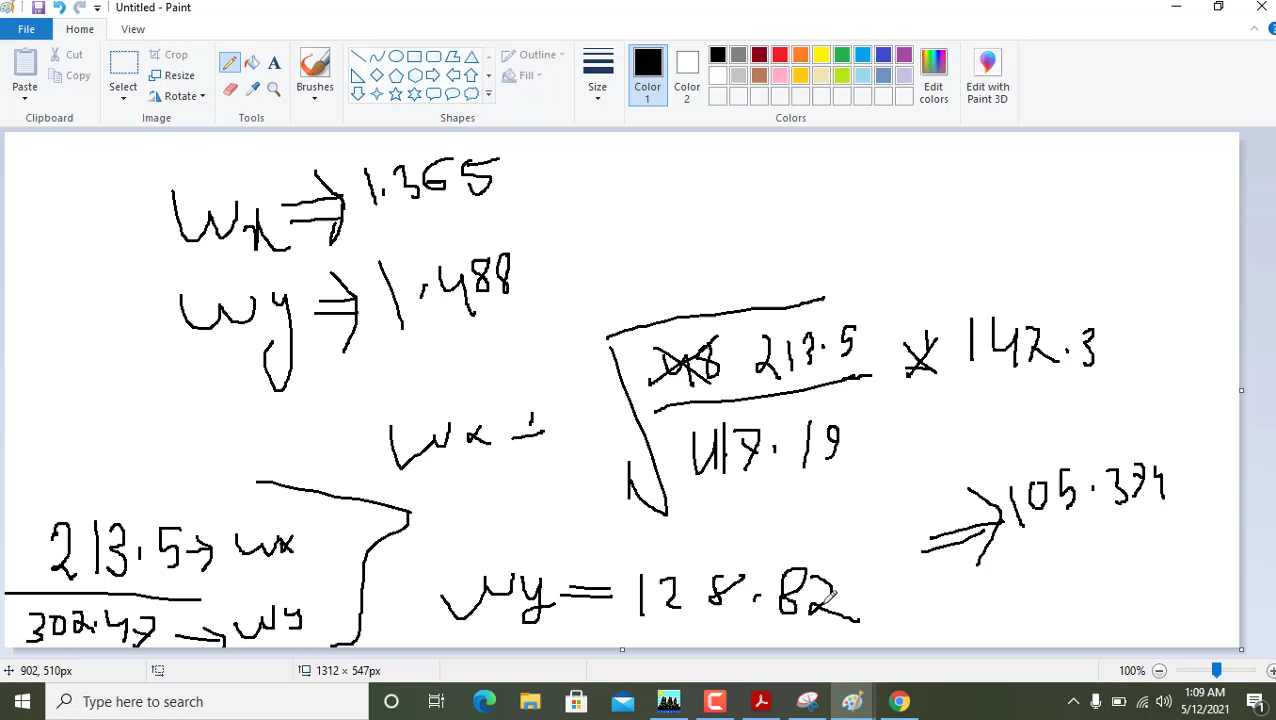 Untitled - Paint
File Home View
Paste
Cut
Copy
Clipboard
Select
Crop
Resize
Rotate
Image
A
Tools
Brushes
Shapes
Outline
Fill
Size
Color 1
Color 2
Edit colors
Colors
Edit with Paint 3D
wx ⇒ 1.365
wy ⇒ 1.488
213.5 x 142.3
wx =
417.19
⇒ 105.334
213.5 → wx
wy = 128.82
302.47 → wy
902, 510px
1312 × 547px
100%
Type here to search
1:09 AM
5/12/2021